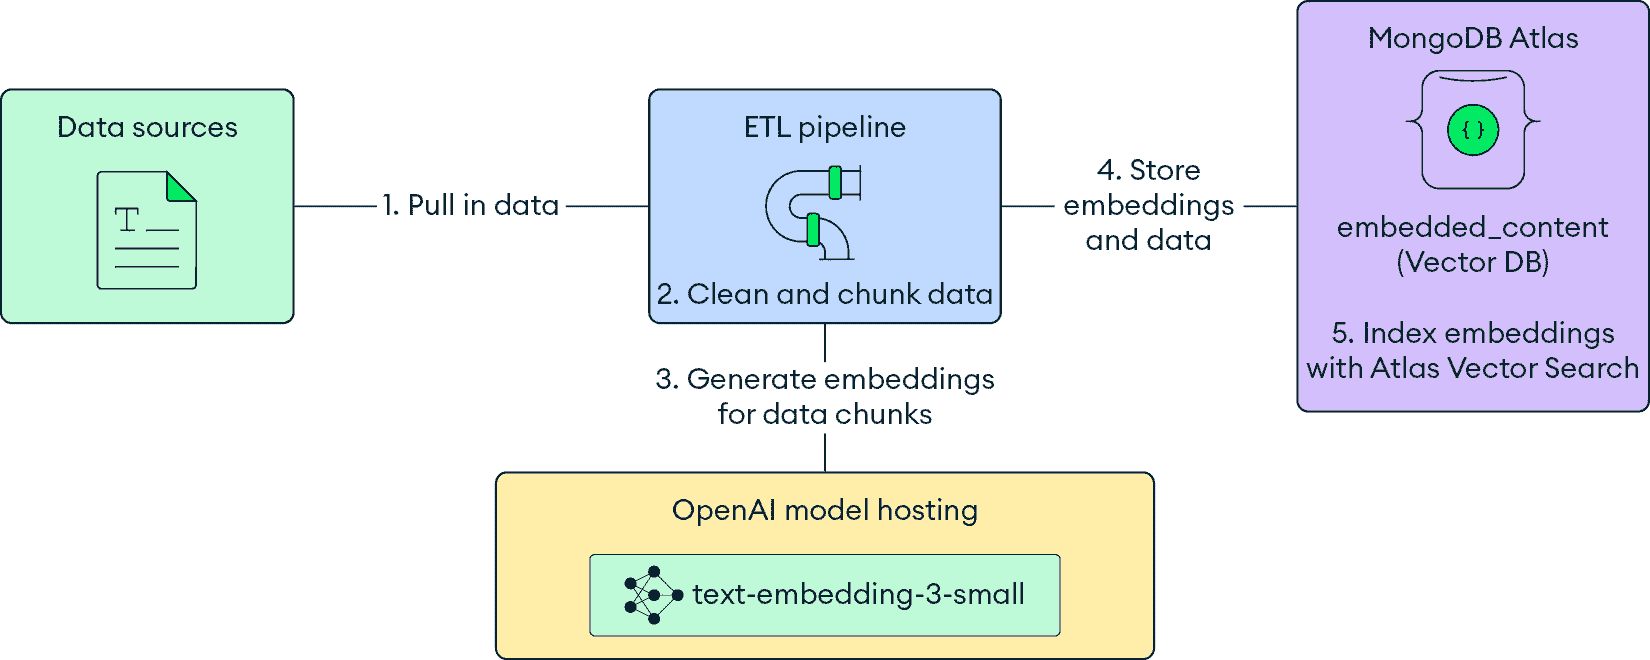 Data sources
T
1. Pull in data
ETL pipeline
2. Clean and chunk data
3. Generate embeddings
for data chunks
OpenAI model hosting
text-embedding-3-small
4. Store
embeddings
and data
MongoDB Atlas
{ }
embedded_content
(Vector DB)
5. Index embeddings
with Atlas Vector Search